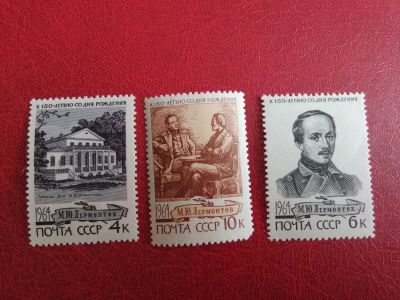 К 150-ЛЕТИЮ СО ДНЯ РОЖДЕНИЯ
1964
М.Ю.ЛЕРМОНТОВ
ПОЧТА СССР 4К
К 150-ЛЕТИЮ СО ДНЯ РОЖДЕНИЯ
1964
М.Ю.ЛЕРМОНТОВ
ПОЧТА СССР 10К
К 150-ЛЕТИЮ СО ДНЯ РОЖДЕНИЯ
1964
М.Ю.ЛЕРМОНТОВ
ПОЧТА СССР 6К